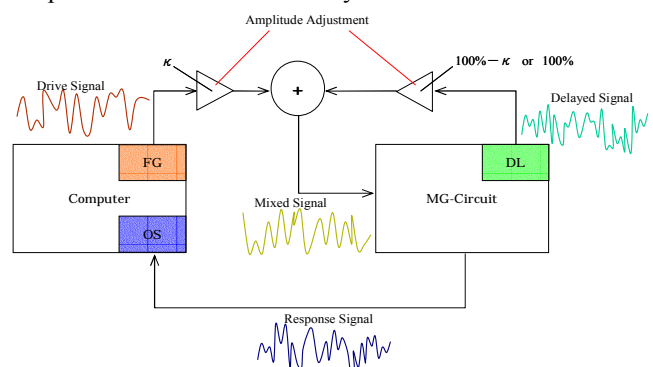 Amplitude Adjustment
κ
100%−κ or 100%
Drive Signal
+
Delayed Signal
FG
DL
Computer
MG-Circuit
Mixed Signal
OS
Response Signal